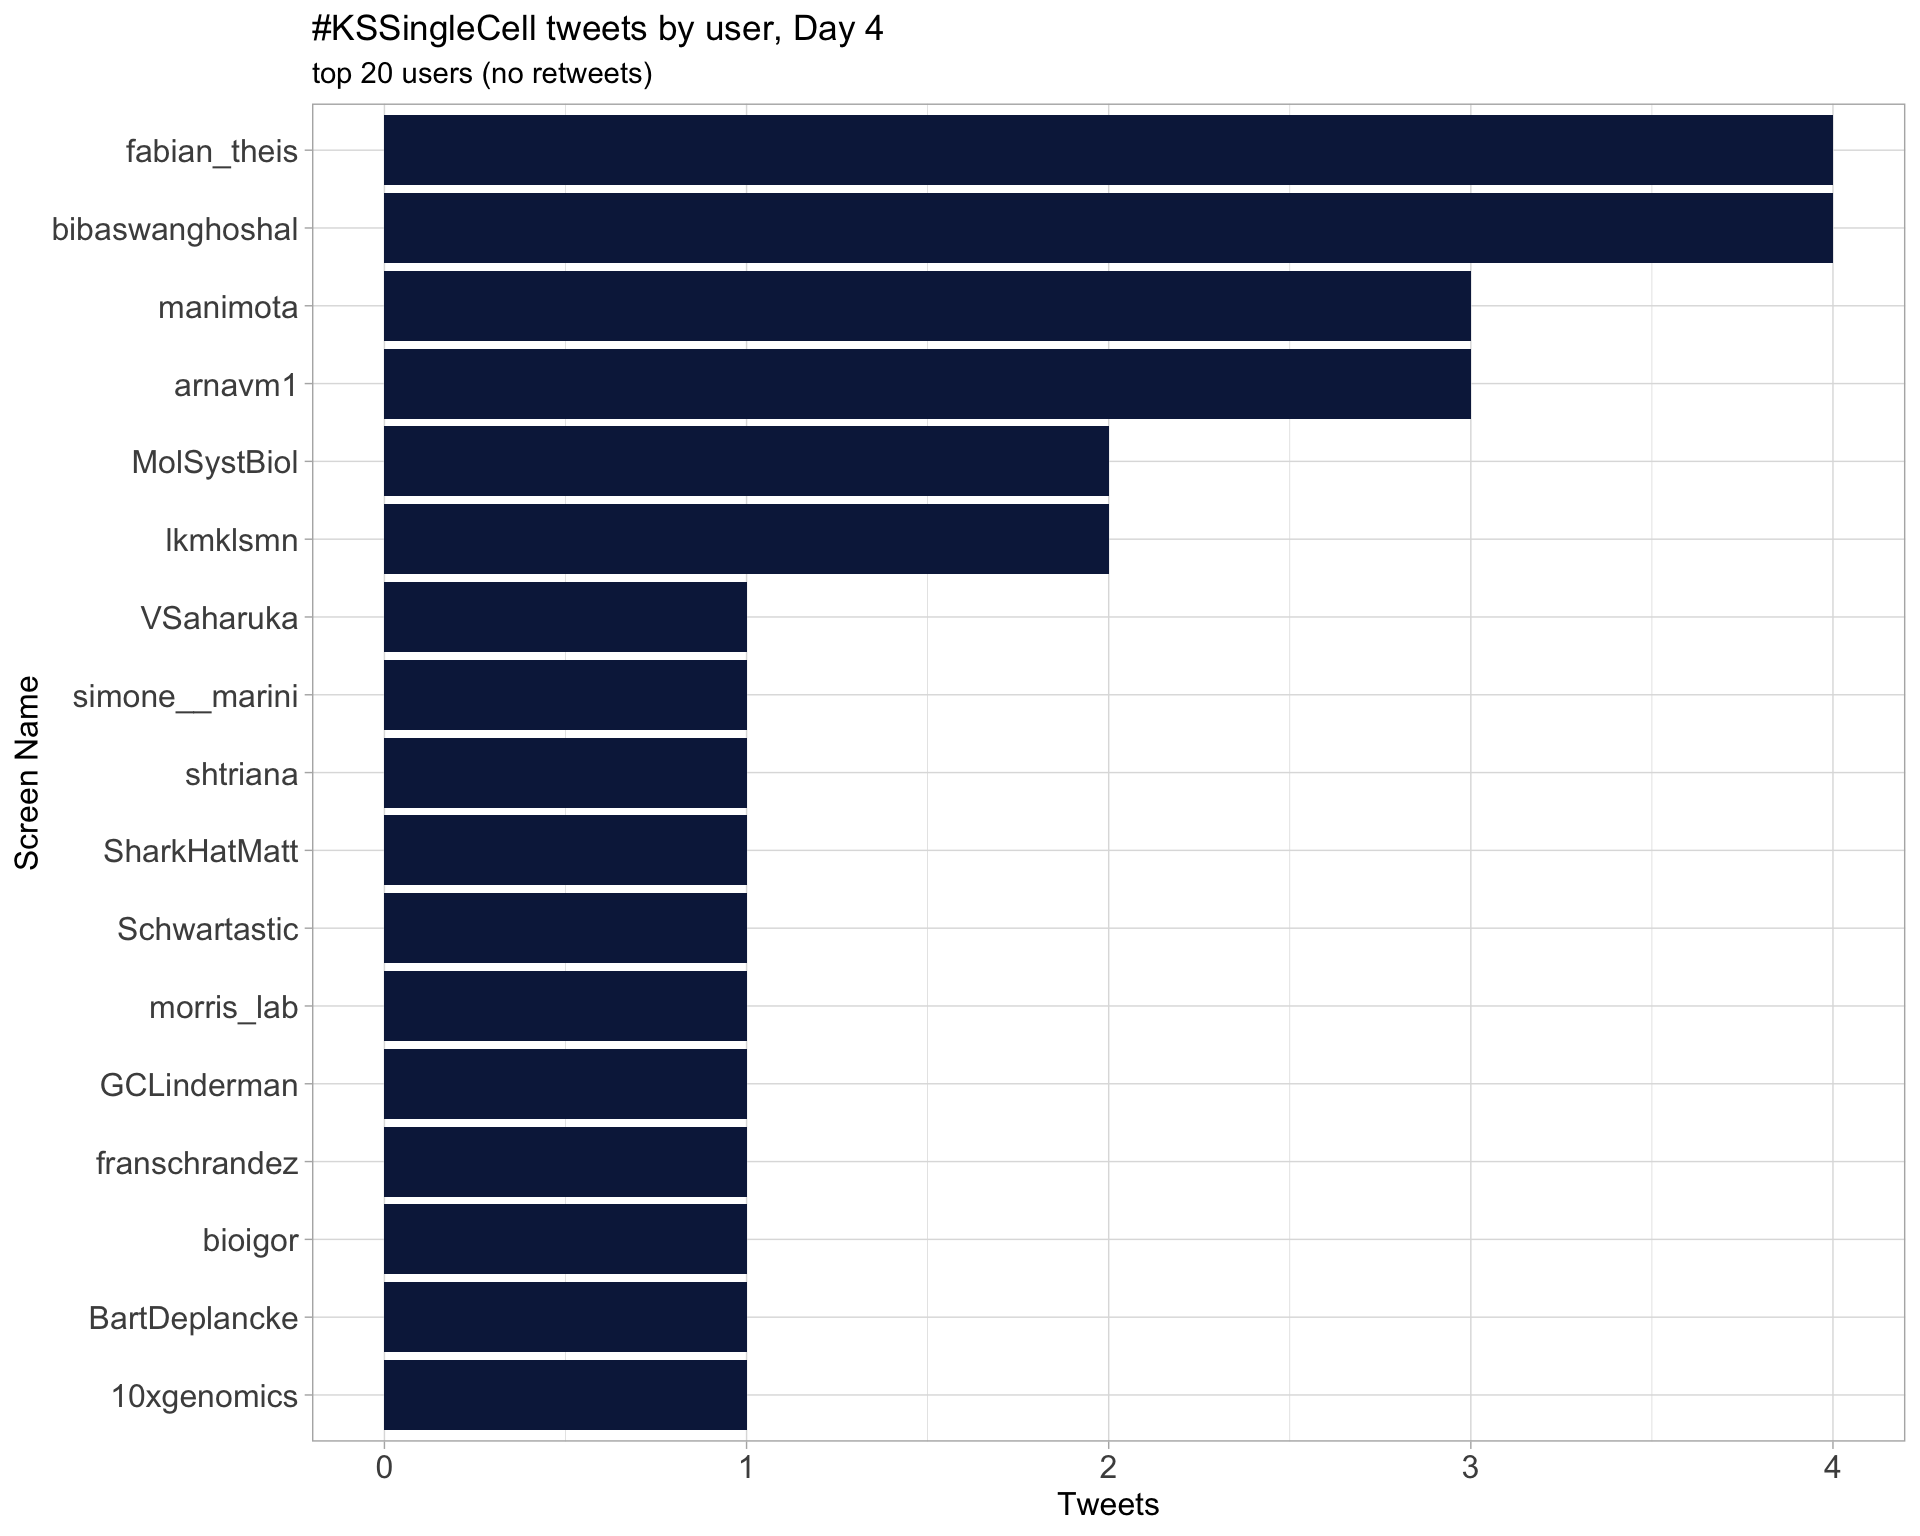 #KSSingleCell tweets by user, Day 4
top 20 users (no retweets)
fabian_theis
bibaswanghoshal
manimota
arnavm1
MolSystBiol
lkmklsmn
VSaharuka
simone__marini
shtriana
SharkHatMatt
Schwartastic
morris_lab
GCLinderman
franschrandez
bioigor
BartDeplancke
10xgenomics
Screen Name
0 1 2 3 4
Tweets